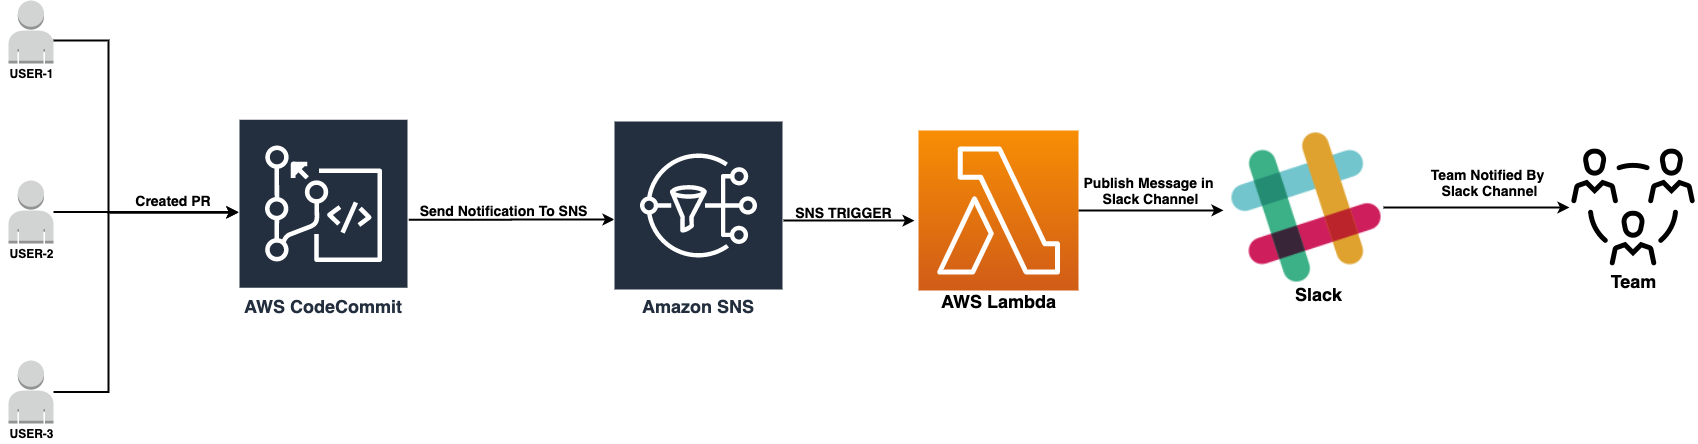 USER-1
USER-2
USER-3
Created PR
AWS CodeCommit
Send Notification To SNS
Amazon SNS
SNS TRIGGER
AWS Lambda
Publish Message in
Slack Channel
Slack
Team Notified By
Slack Channel
Team